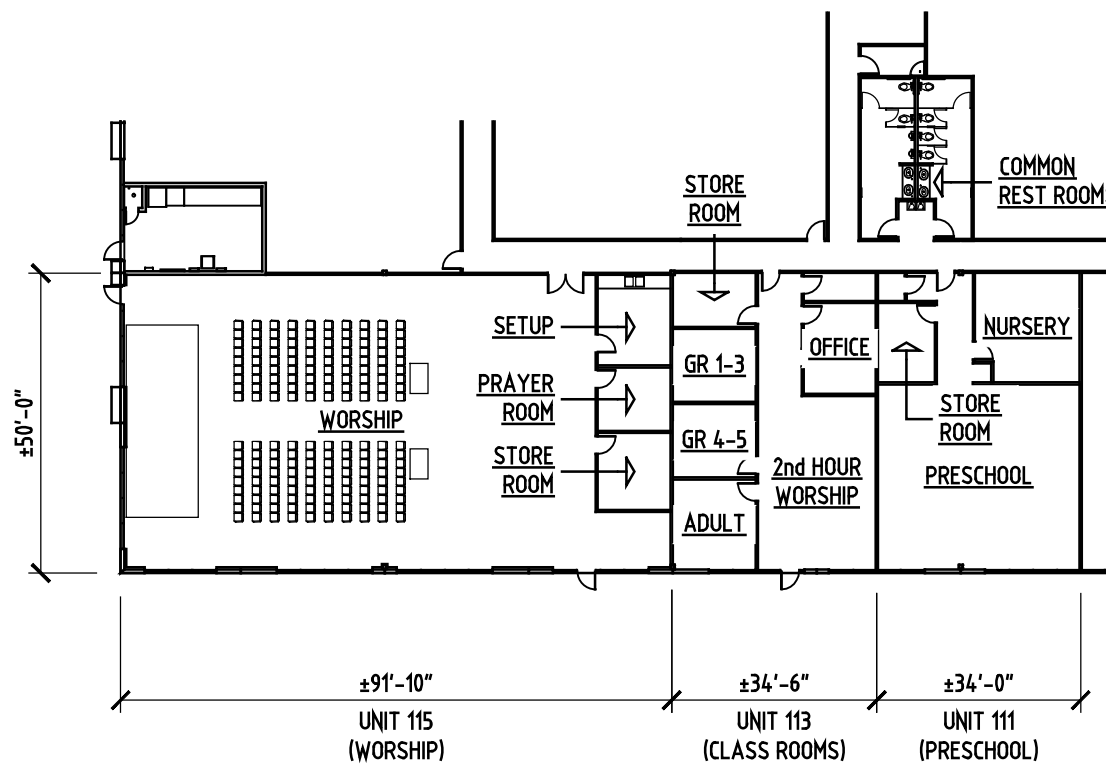 COMMON
REST ROOM
STORE
ROOM
SETUP
PRAYER
ROOM
STORE
ROOM
WORSHIP
GR 1-3
GR 4-5
ADULT
OFFICE
2nd HOUR
WORSHIP
STORE
ROOM
NURSERY
PRESCHOOL
±50'-0"
±91'-10"
UNIT 115
(WORSHIP)
±34'-6"
UNIT 113
(CLASS ROOMS)
±34'-0"
UNIT 111
(PRESCHOOL)